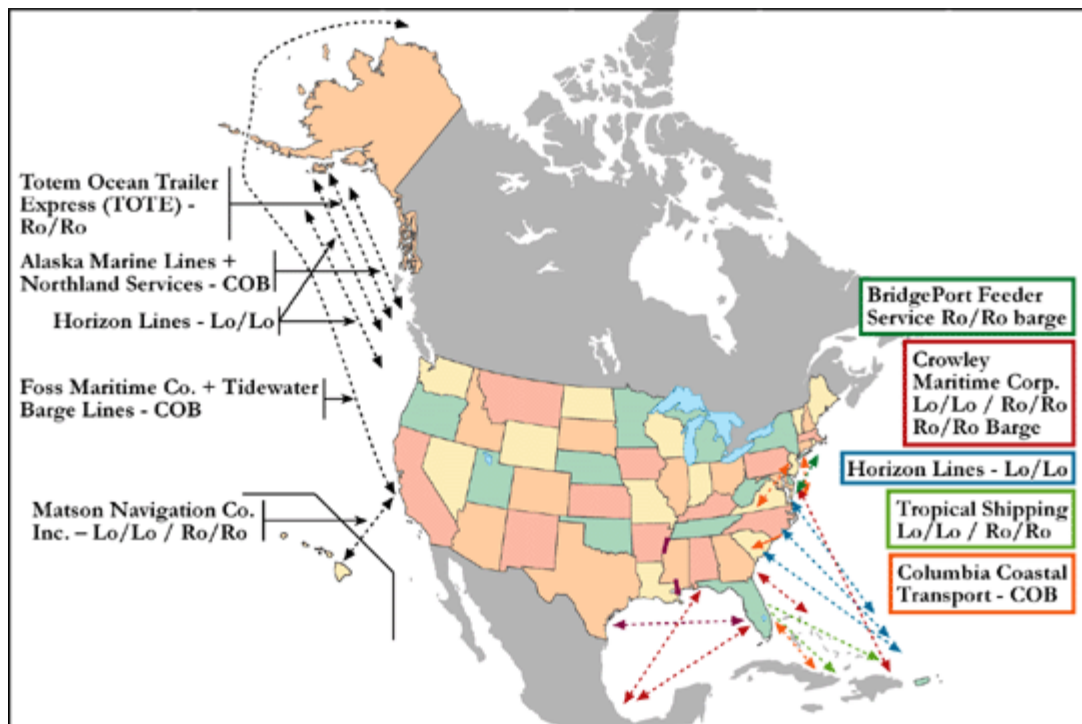 Totem Ocean Trailer
Express (TOTE) -
Ro/Ro
Alaska Marine Lines +
Northland Services - COB
Horizon Lines - Lo/Lo
Foss Maritime Co. + Tidewater
Barge Lines - COB
Matson Navigation Co.
Inc. – Lo/Lo / Ro/Ro
BridgePort Feeder
Service Ro/Ro barge
Crowley
Maritime Corp.
Lo/Lo / Ro/Ro
Ro/Ro Barge
Horizon Lines - Lo/Lo
Tropical Shipping
Lo/Lo / Ro/Ro
Columbia Coastal
Transport - COB